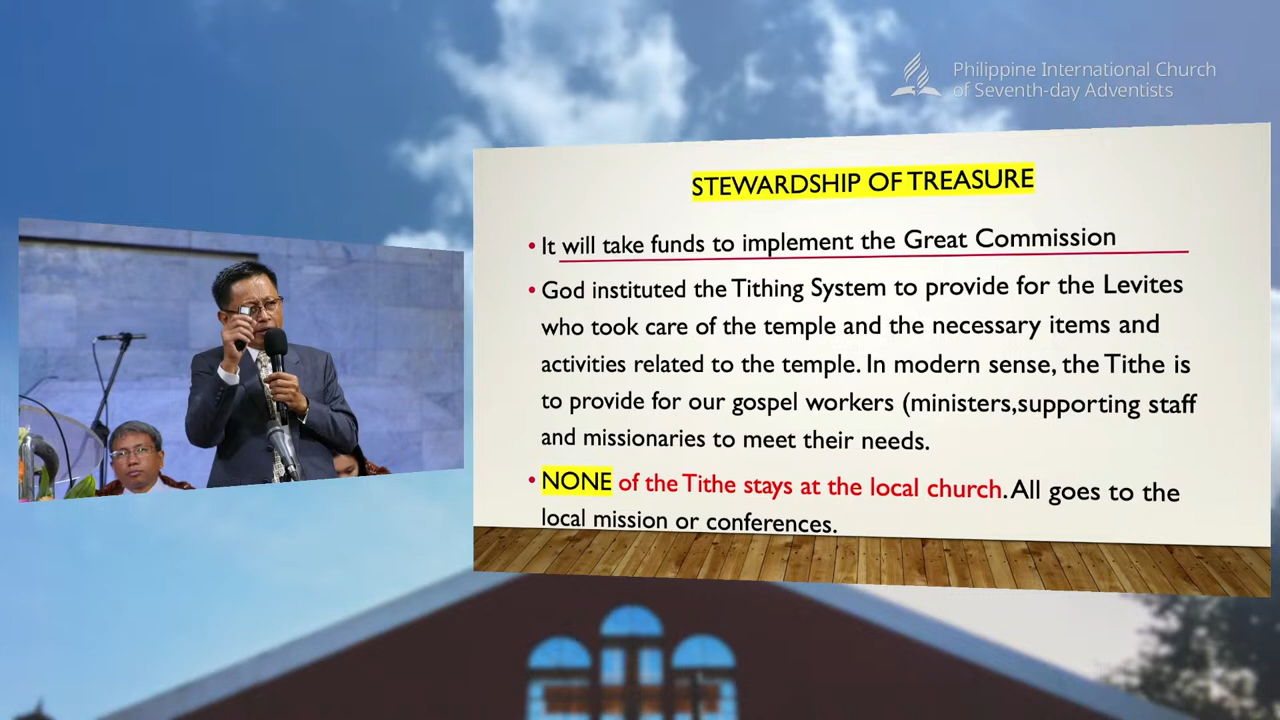 Philippine International Church
of Seventh-day Adventists
STEWARDSHIP OF TREASURE
• It will take funds to implement the Great Commission
• God instituted the Tithing System to provide for the Levites
who took care of the temple and the necessary items and
activities related to the temple. In modern sense, the Tithe is
to provide for our gospel workers (ministers,supporting staff
and missionaries to meet their needs.
• NONE of the Tithe stays at the local church. All goes to the
local mission or conferences.